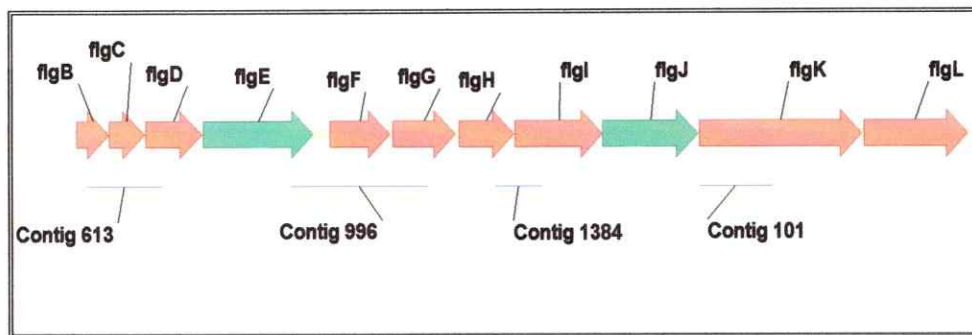 flgB
flgC
flgD
flgE
flgF
flgG
flgH
flgI
flgJ
flgK
flgL
Contig 613
Contig 996
Contig 1384
Contig 101